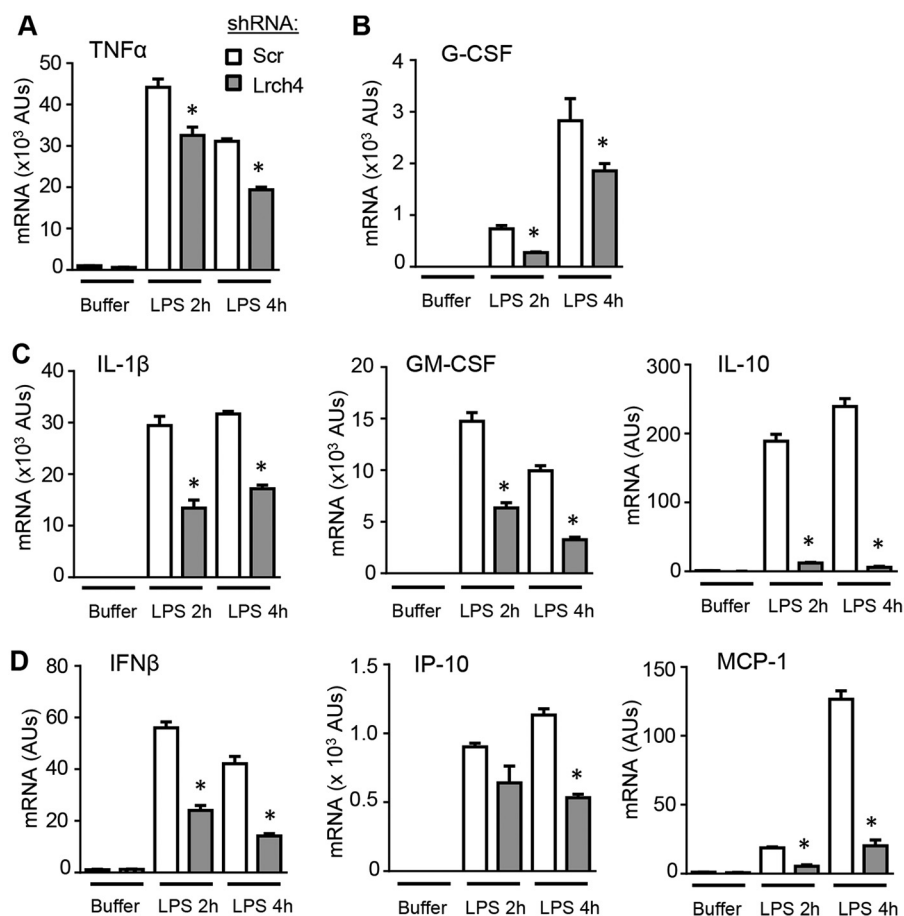 A
TNFα
shRNA:
Scr
Lrch4
mRNA (x10³ AUs)
50
40
30
20
10
0
*
*
Buffer
LPS 2h
LPS 4h
B
G-CSF
mRNA (x10³ AUs)
4
3
2
1
0
*
*
Buffer
LPS 2h
LPS 4h
C
IL-1β
mRNA (x10³ AUs)
40
30
20
10
0
*
*
Buffer
LPS 2h
LPS 4h
GM-CSF
mRNA (x10³ AUs)
20
15
10
5
0
*
*
Buffer
LPS 2h
LPS 4h
IL-10
mRNA (AUs)
300
200
100
0
*
*
Buffer
LPS 2h
LPS 4h
D
IFNβ
mRNA (AUs)
80
60
40
20
0
*
*
Buffer
LPS 2h
LPS 4h
IP-10
mRNA (x 10³ AUs)
1.5
1.0
0.5
0
*
Buffer
LPS 2h
LPS 4h
MCP-1
mRNA (AUs)
150
100
50
0
*
*
Buffer
LPS 2h
LPS 4h